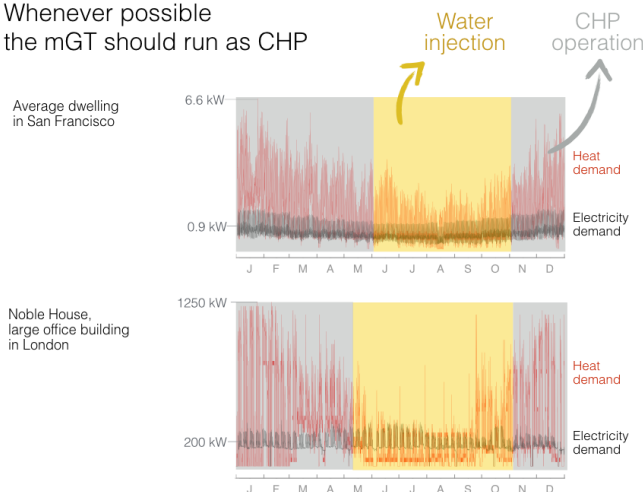 Whenever possible
the mGT should run as CHP
Water
injection
CHP
operation
Average dwelling
in San Francisco
6.6 kW
0.9 kW
Heat
demand
Electricity
demand
J F M A M J J A S O N D
Noble House,
large office building
in London
1250 kW
200 kW
Heat
demand
Electricity
demand
J F M A M J J A S O N D